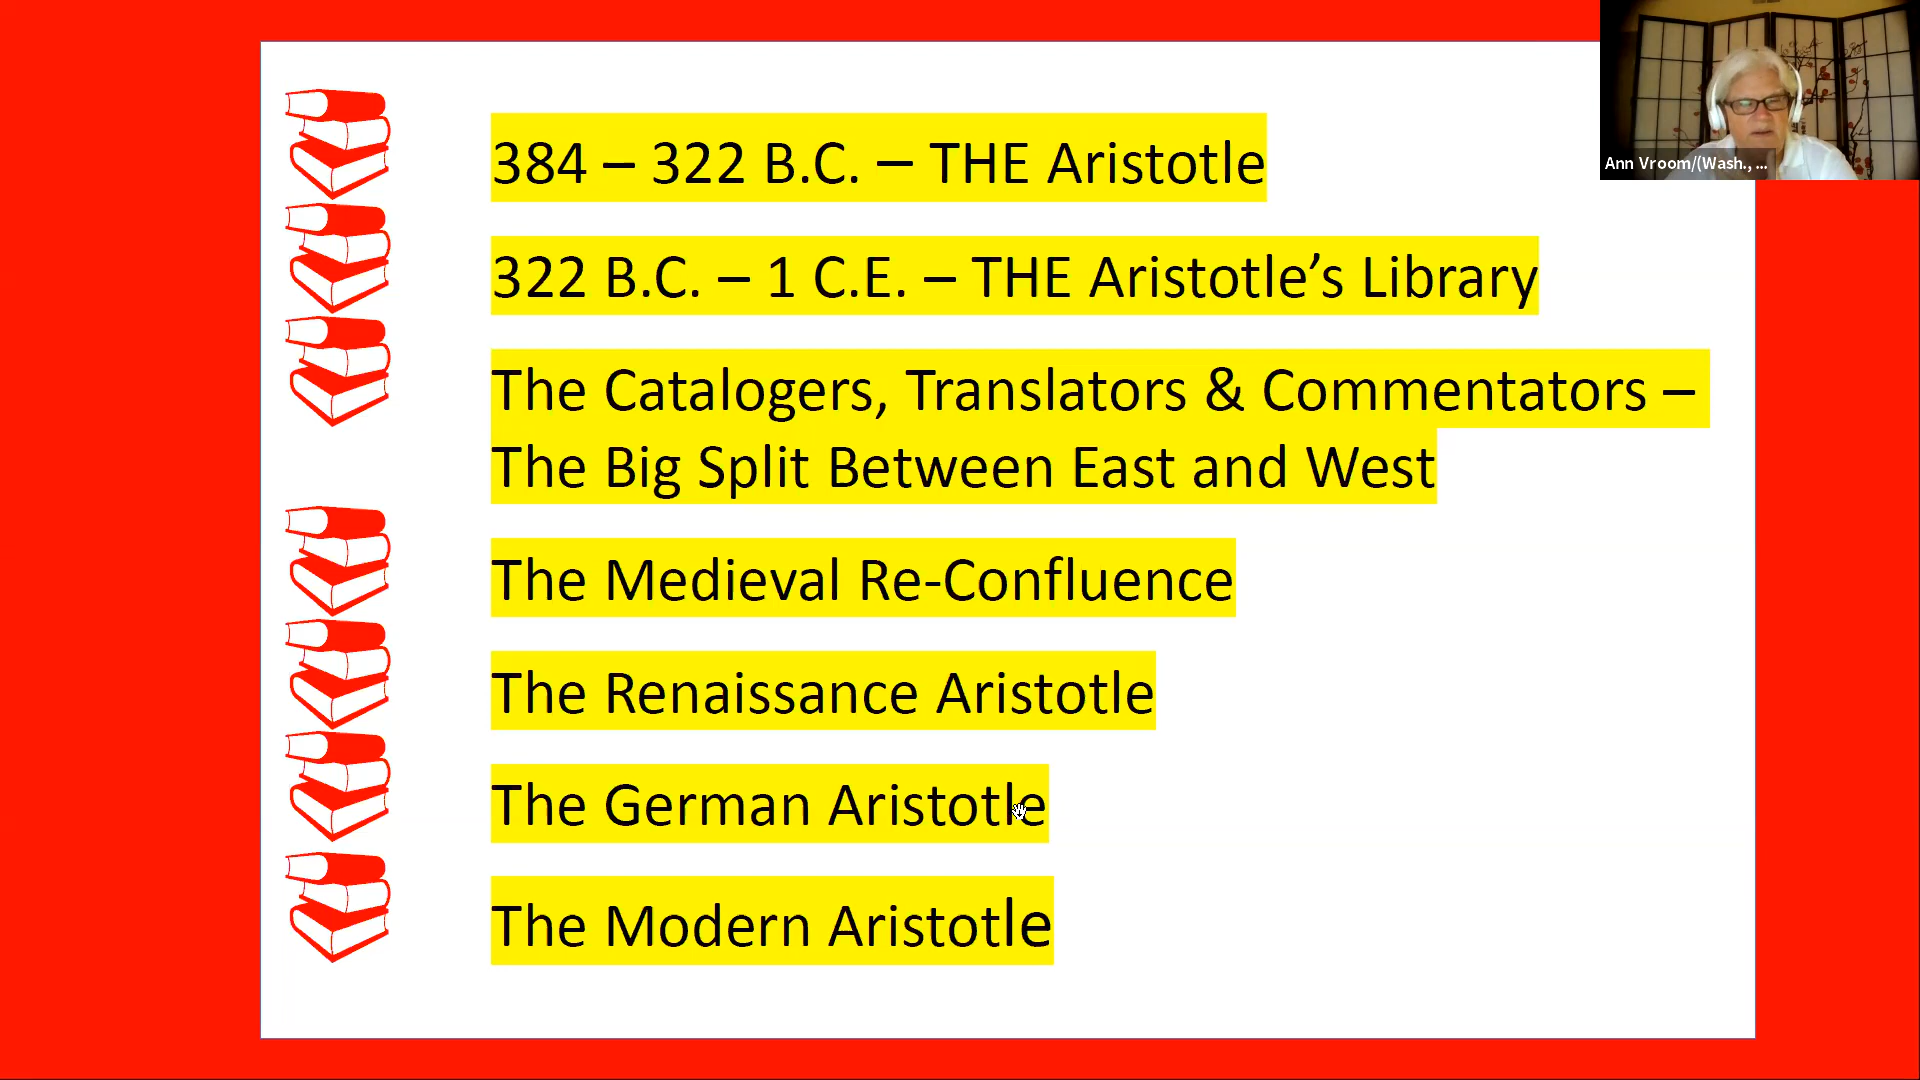 384 – 322 B.C. – THE Aristotle
322 B.C. – 1 C.E. – THE Aristotle’s Library
The Catalogers, Translators & Commentators –
The Big Split Between East and West
The Medieval Re-Confluence
The Renaissance Aristotle
The German Aristotle
The Modern Aristotle
Ann Vroom/(Wash., ...